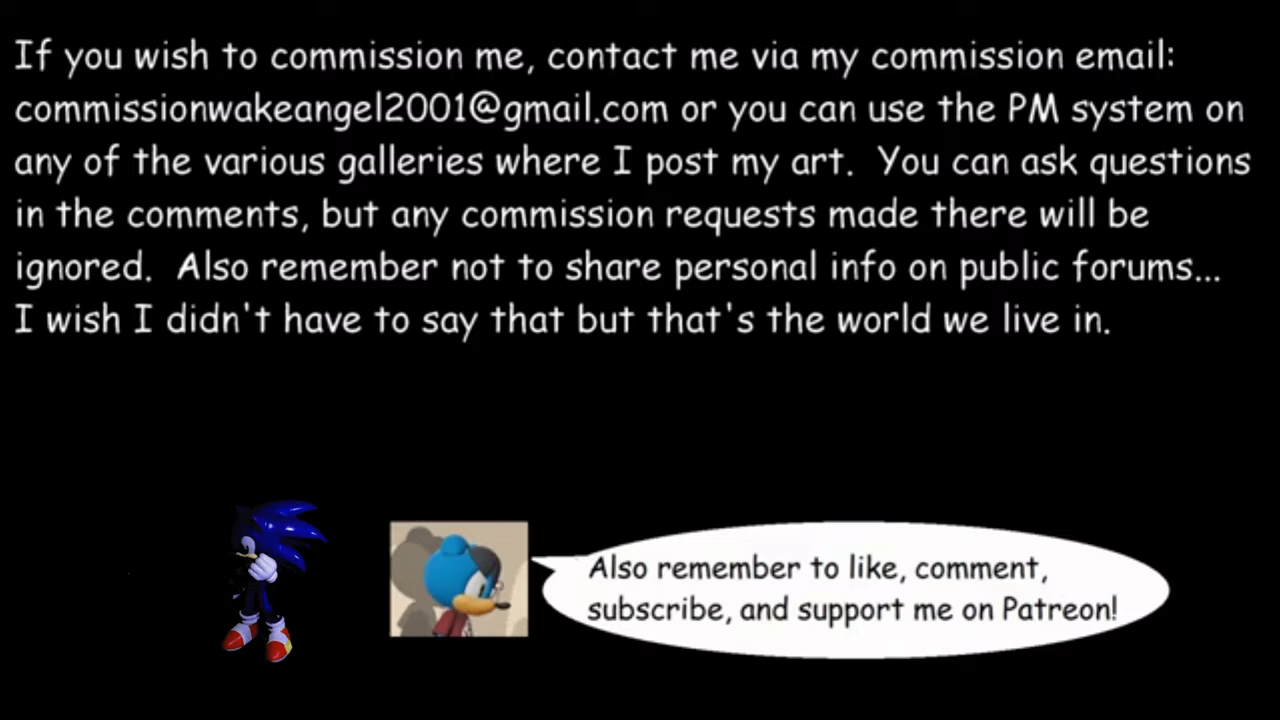 If you wish to commission me, contact me via my commission email:
commissionwakeangel2001@gmail.com or you can use the PM system on
any of the various galleries where I post my art.  You can ask questions
in the comments, but any commission requests made there will be
ignored.  Also remember not to share personal info on public forums...
I wish I didn't have to say that but that's the world we live in.
Also remember to like, comment,
subscribe, and support me on Patreon!